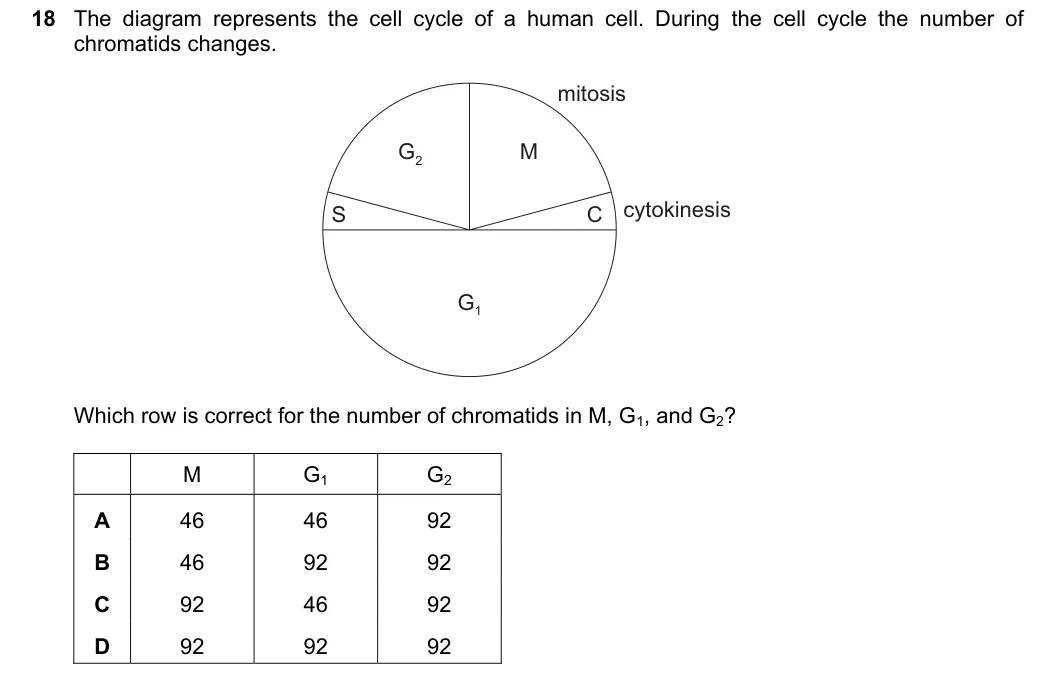 18 The diagram represents the cell cycle of a human cell. During the cell cycle the number of
chromatids changes.
mitosis
G₂
M
S
C
cytokinesis
G₁
Which row is correct for the number of chromatids in M, G₁, and G₂?
M G₁ G₂
A 46 46 92
B 46 92 92
C 92 46 92
D 92 92 92